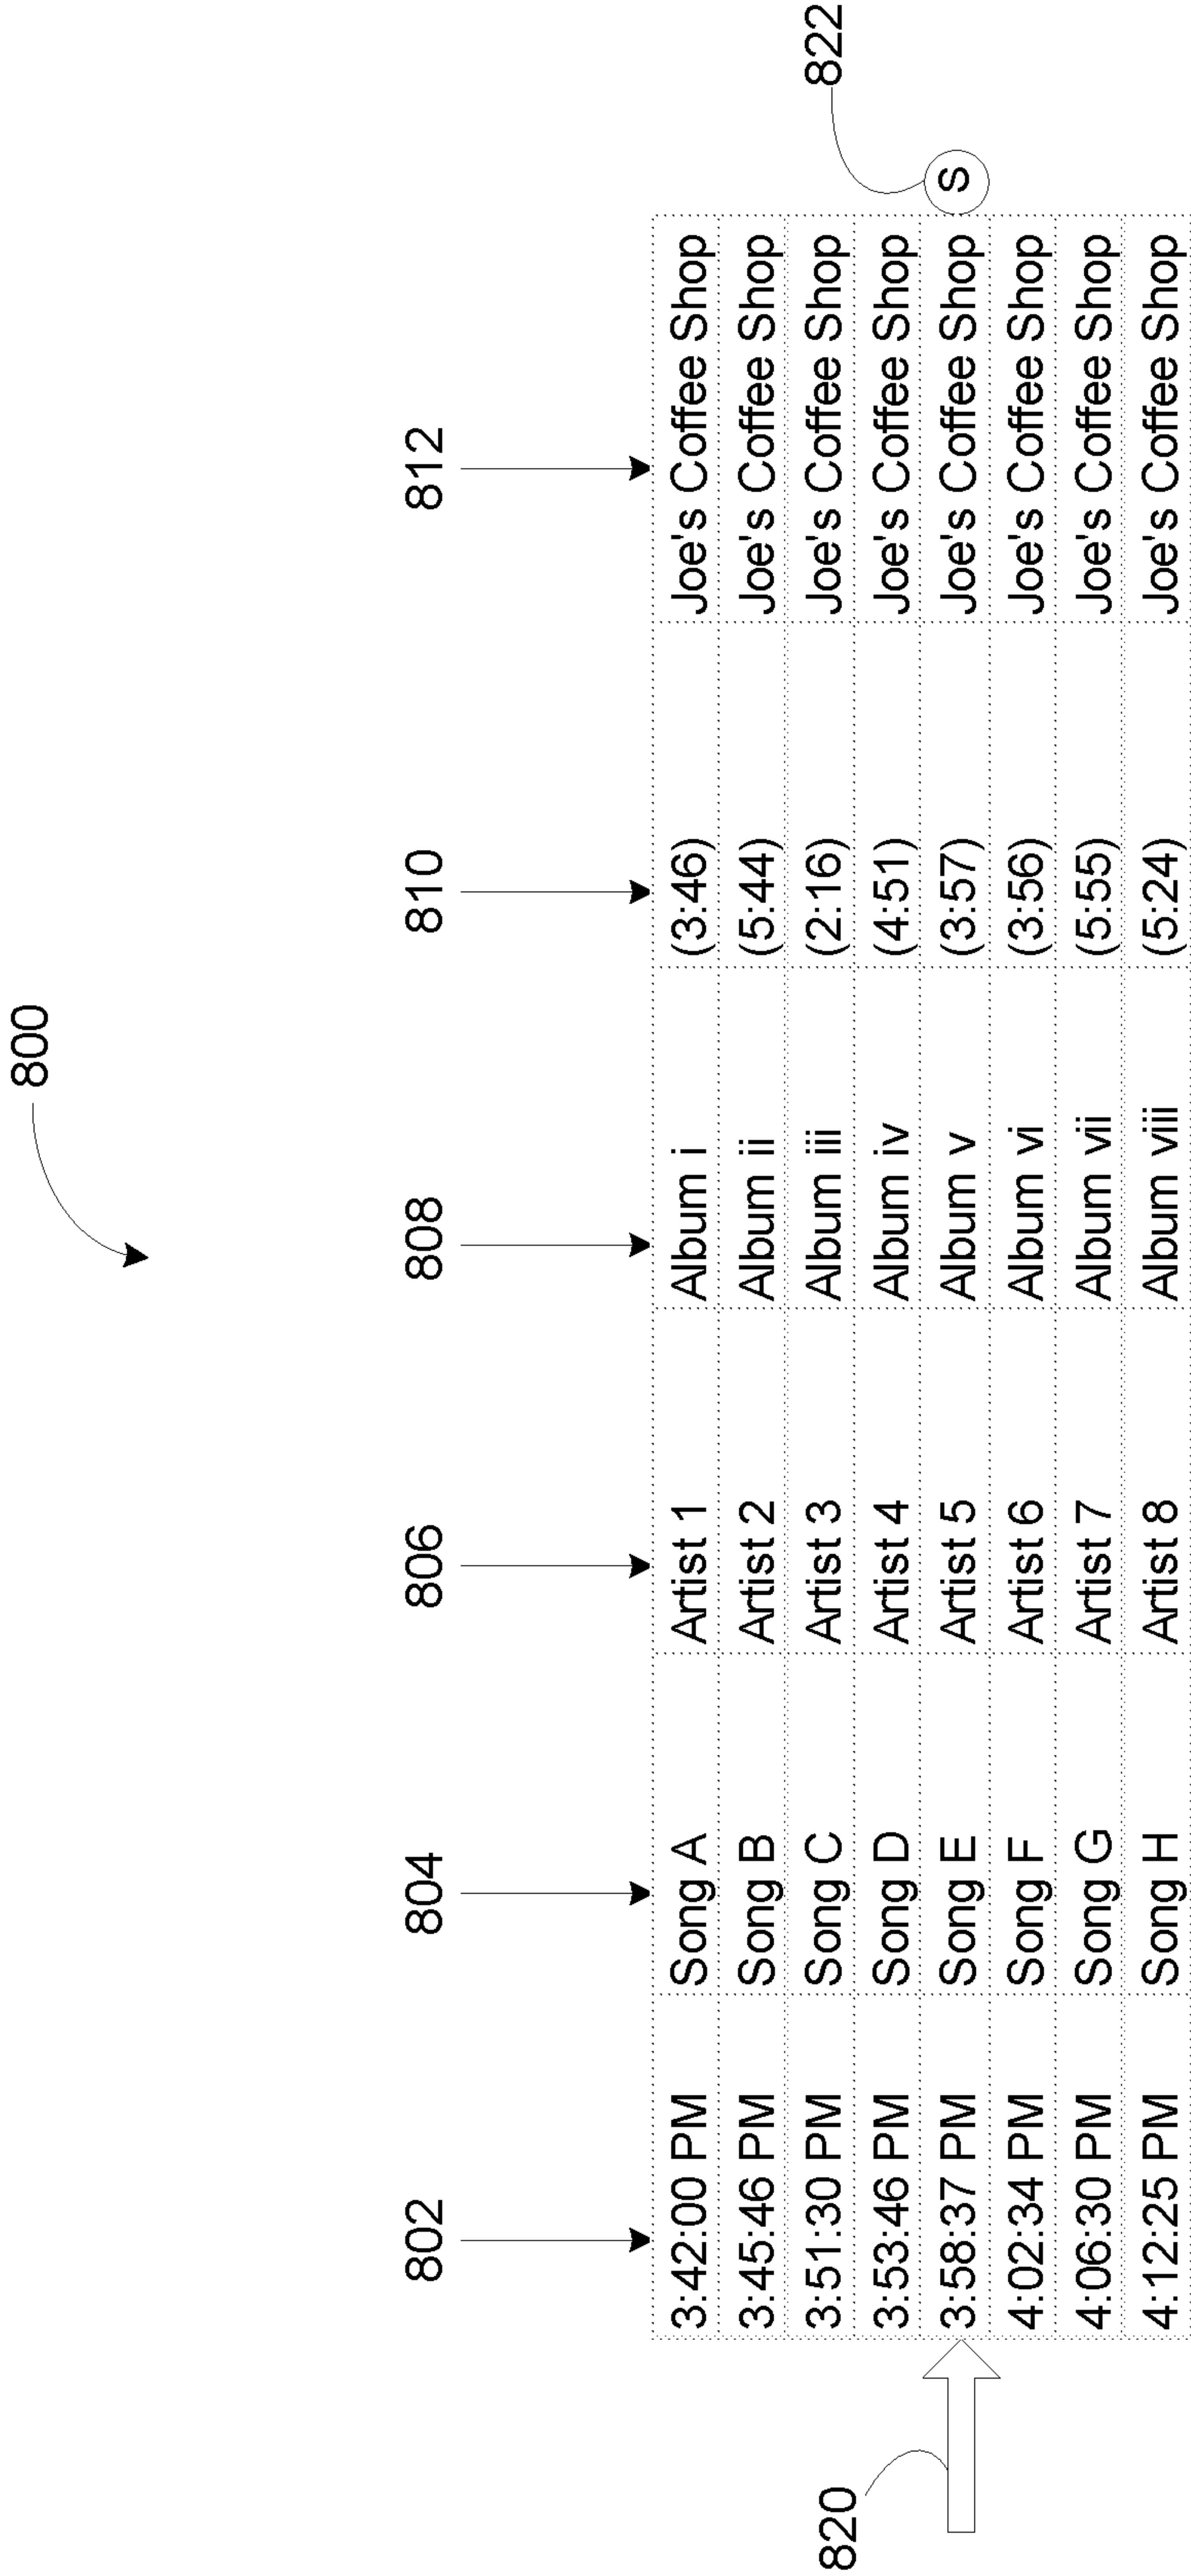 800
802 804 806 808 810 812
3:42:00 PM Song A Artist 1 Album i (3:46) Joe's Coffee Shop
3:45:46 PM Song B Artist 2 Album ii (5:44) Joe's Coffee Shop
3:51:30 PM Song C Artist 3 Album iii (2:16) Joe's Coffee Shop
3:53:46 PM Song D Artist 4 Album iv (4:51) Joe's Coffee Shop
820 822
3:58:37 PM Song E Artist 5 Album v (3:57) Joe's Coffee Shop S
4:02:34 PM Song F Artist 6 Album vi (3:56) Joe's Coffee Shop
4:06:30 PM Song G Artist 7 Album vii (5:55) Joe's Coffee Shop
4:12:25 PM Song H Artist 8 Album viii (5:24) Joe's Coffee Shop